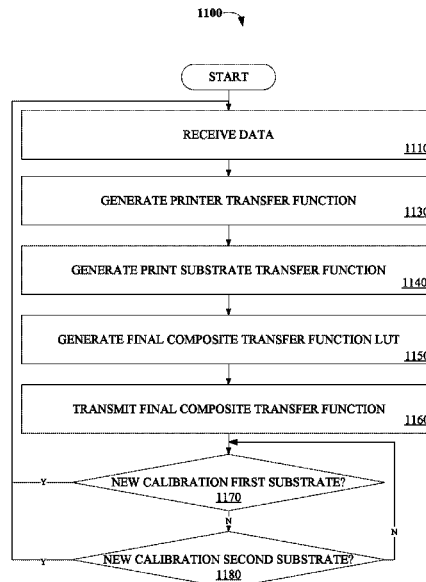 1100
START
RECEIVE DATA
1110
GENERATE PRINTER TRANSFER FUNCTION
1130
GENERATE PRINT SUBSTRATE TRANSFER FUNCTION
1140
GENERATE FINAL COMPOSITE TRANSFER FUNCTION LUT
1150
TRANSMIT FINAL COMPOSITE TRANSFER FUNCTION
1160
Y
NEW CALIBRATION FIRST SUBSTRATE?
1170
N
N
Y
NEW CALIBRATION SECOND SUBSTRATE?
1180